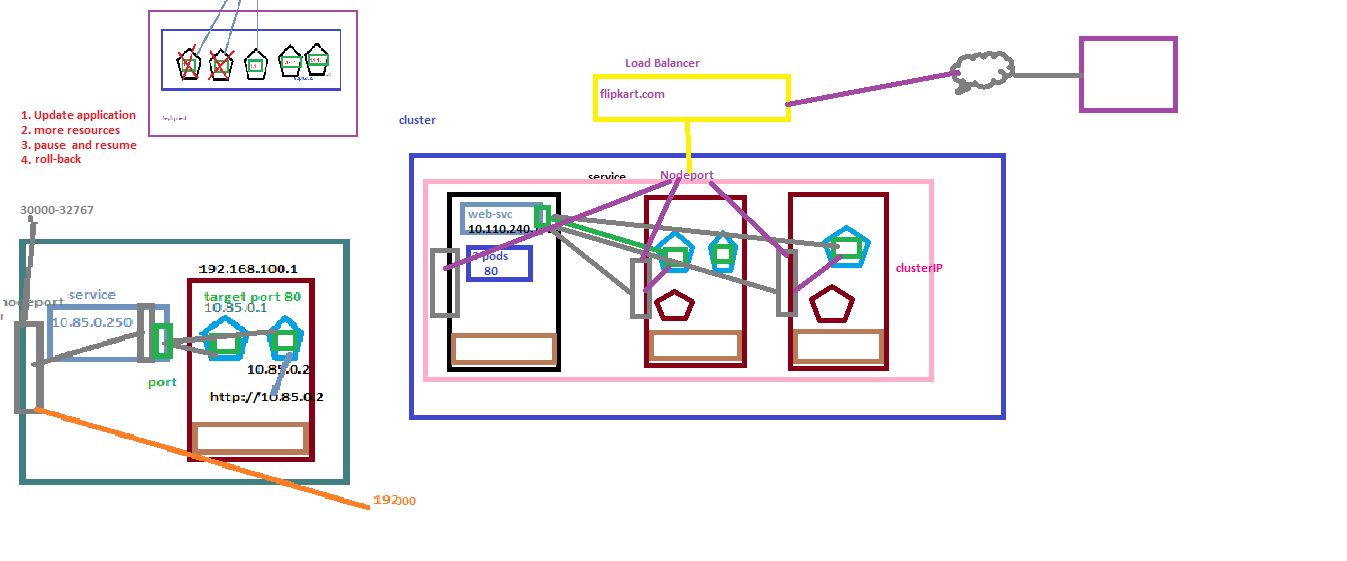 1. Update application
2. more resources
3. pause and resume
4. roll-back
30000-32767
nodeport
service
10.85.0.250
port
192.168.100.1
target port 80
10.85.0.1
10.85.0.2
http://10.85.0.2
192
000
cluster
Load Balancer
flipkart.com
service
Nodeport
web-svc
10.110.240.
pods
80
clusterIP